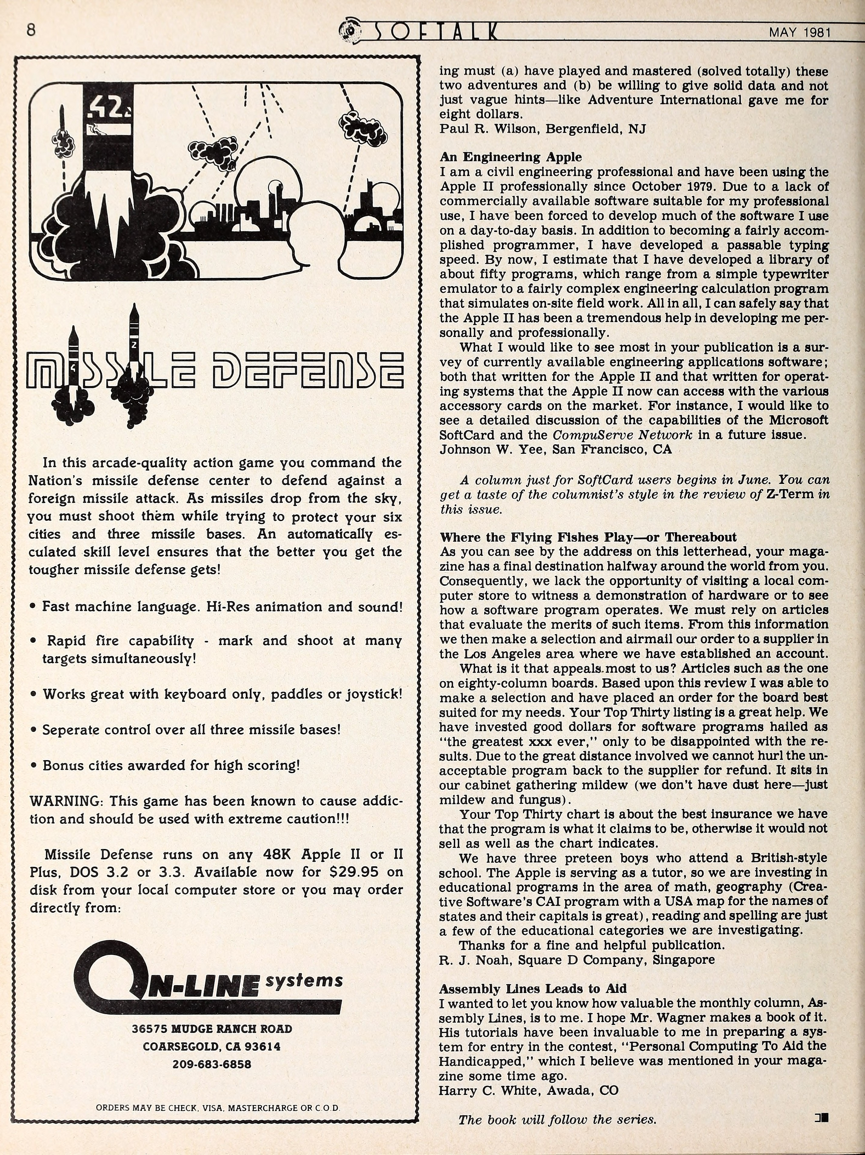 8
SOFTALK
MAY 1981
42
4
2
MISSILE DEFENSE
In this arcade-quality action game you command the
Nation's missile defense center to defend against a
foreign missile attack. As missiles drop from the sky,
you must shoot them while trying to protect your six
cities and three missile bases. An automatically es-
culated skill level ensures that the better you get the
tougher missile defense gets!
• Fast machine language. Hi-Res animation and sound!
• Rapid fire capability - mark and shoot at many
targets simultaneously!
• Works great with keyboard only, paddles or joystick!
• Seperate control over all three missile bases!
• Bonus cities awarded for high scoring!
WARNING: This game has been known to cause addic-
tion and should be used with extreme caution!!!
Missile Defense runs on any 48K Apple II or II
Plus, DOS 3.2 or 3.3. Available now for $29.95 on
disk from your local computer store or you may order
directly from:
ON-LINE systems
36575 MUDGE RANCH ROAD
COARSEGOLD, CA 93614
209-683-6858
ORDERS MAY BE CHECK, VISA, MASTERCHARGE OR C.O.D.
ing must (a) have played and mastered (solved totally) these
two adventures and (b) be willing to give solid data and not
just vague hints—like Adventure International gave me for
eight dollars.
Paul R. Wilson, Bergenfield, NJ
An Engineering Apple
I am a civil engineering professional and have been using the
Apple II professionally since October 1979. Due to a lack of
commercially available software suitable for my professional
use, I have been forced to develop much of the software I use
on a day-to-day basis. In addition to becoming a fairly accom-
plished programmer, I have developed a passable typing
speed. By now, I estimate that I have developed a library of
about fifty programs, which range from a simple typewriter
emulator to a fairly complex engineering calculation program
that simulates on-site field work. All in all, I can safely say that
the Apple II has been a tremendous help in developing me per-
sonally and professionally.
What I would like to see most in your publication is a sur-
vey of currently available engineering applications software;
both that written for the Apple II and that written for operat-
ing systems that the Apple II now can access with the various
accessory cards on the market. For instance, I would like to
see a detailed discussion of the capabilities of the Microsoft
SoftCard and the CompuServe Network in a future issue.
Johnson W. Yee, San Francisco, CA
A column just for SoftCard users begins in June. You can
get a taste of the columnist's style in the review of Z-Term in
this issue.
Where the Flying Fishes Play—or Thereabout
As you can see by the address on this letterhead, your maga-
zine has a final destination halfway around the world from you.
Consequently, we lack the opportunity of visiting a local com-
puter store to witness a demonstration of hardware or to see
how a software program operates. We must rely on articles
that evaluate the merits of such items. From this information
we then make a selection and airmail our order to a supplier in
the Los Angeles area where we have established an account.
What is it that appeals most to us? Articles such as the one
on eighty-column boards. Based upon this review I was able to
make a selection and have placed an order for the board best
suited for my needs. Your Top Thirty listing is a great help. We
have invested good dollars for software programs hailed as
"the greatest xxx ever," only to be disappointed with the re-
sults. Due to the great distance involved we cannot hurl the un-
acceptable program back to the supplier for refund. It sits in
our cabinet gathering mildew (we don't have dust here—just
mildew and fungus).
Your Top Thirty chart is about the best insurance we have
that the program is what it claims to be, otherwise it would not
sell as well as the chart indicates.
We have three preteen boys who attend a British-style
school. The Apple is serving as a tutor, so we are investing in
educational programs in the area of math, geography (Crea-
tive Software's CAI program with a USA map for the names of
states and their capitals is great), reading and spelling are just
a few of the educational categories we are investigating.
Thanks for a fine and helpful publication.
R. J. Noah, Square D Company, Singapore
Assembly Lines Leads to Aid
I wanted to let you know how valuable the monthly column, As-
sembly Lines, is to me. I hope Mr. Wagner makes a book of it.
His tutorials have been invaluable to me in preparing a sys-
tem for entry in the contest, "Personal Computing To Aid the
Handicapped," which I believe was mentioned in your maga-
zine some time ago.
Harry C. White, Awada, CO
The book will follow the series.